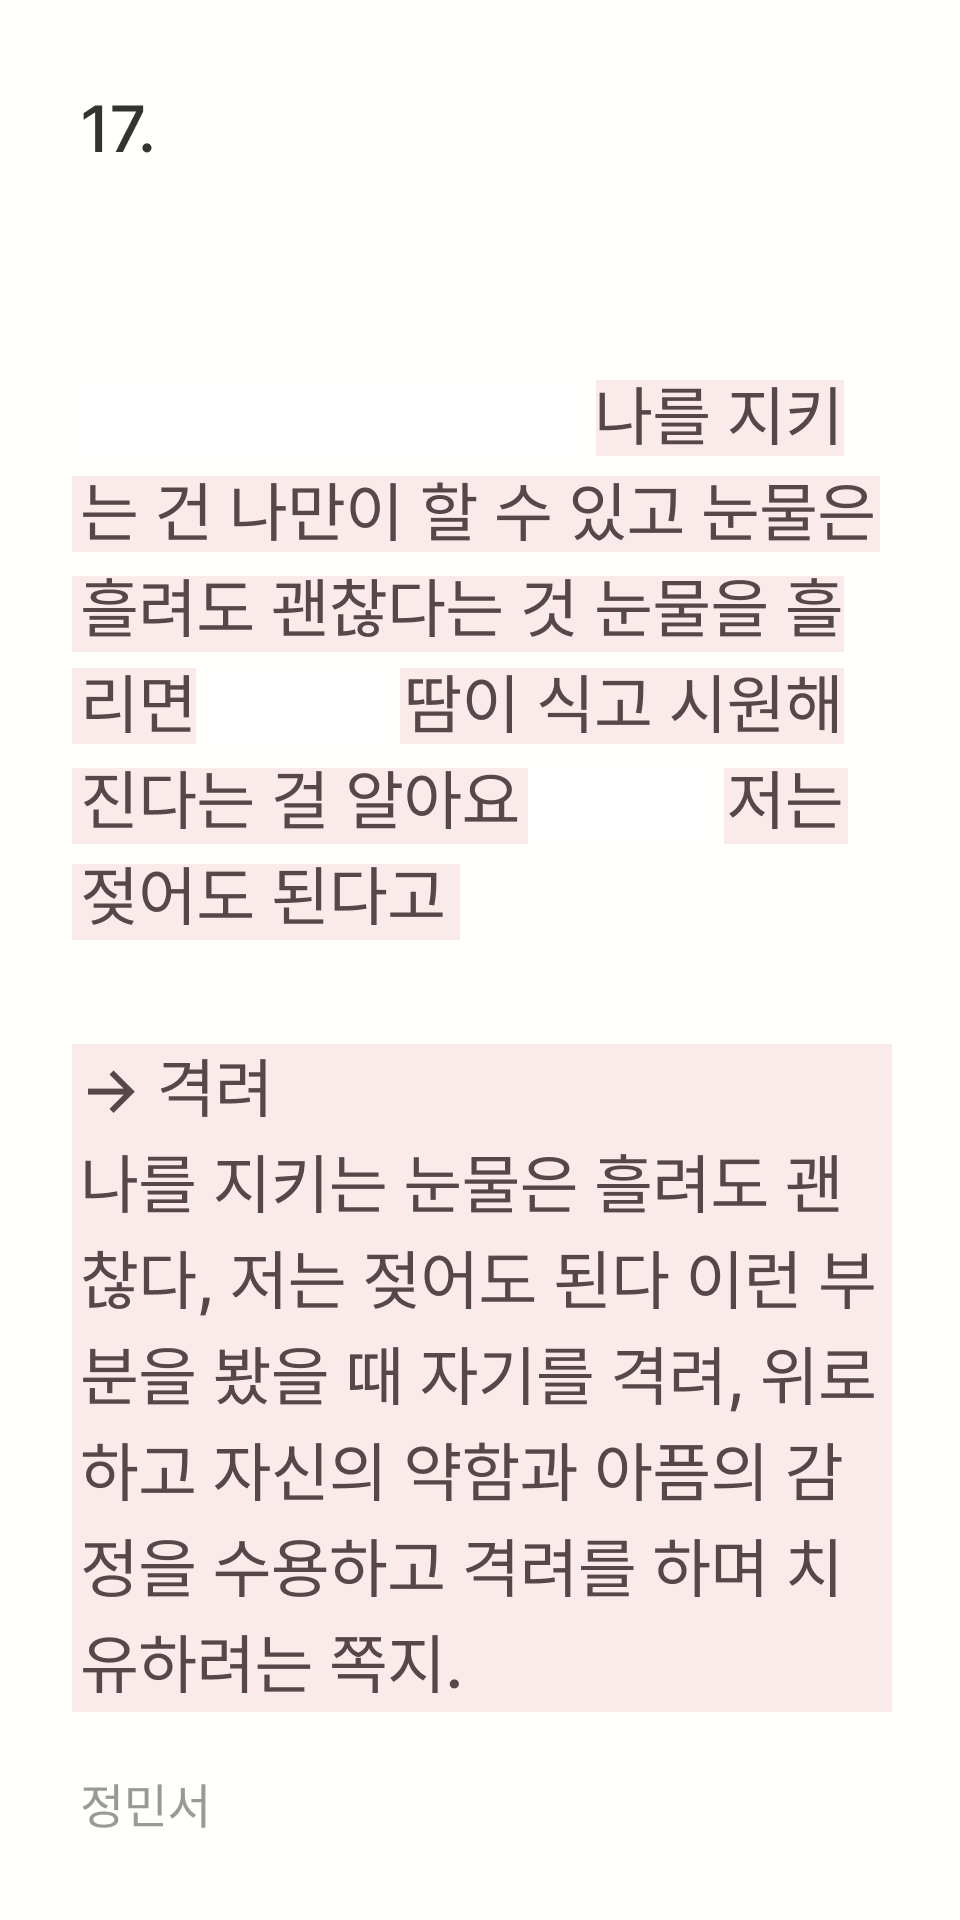 17.
나를 지키
는 건 나만이 할 수 있고 눈물은
흘려도 괜찮다는 것 눈물을 흘
리면 땀이 식고 시원해
진다는 걸 알아요 저는
젖어도 된다고
→ 격려
나를 지키는 눈물은 흘려도 괜
찮다, 저는 젖어도 된다 이런 부
분을 봤을 때 자기를 격려, 위로
하고 자신의 약함과 아픔의 감
정을 수용하고 격려를 하며 치
유하려는 쪽지.
정민서